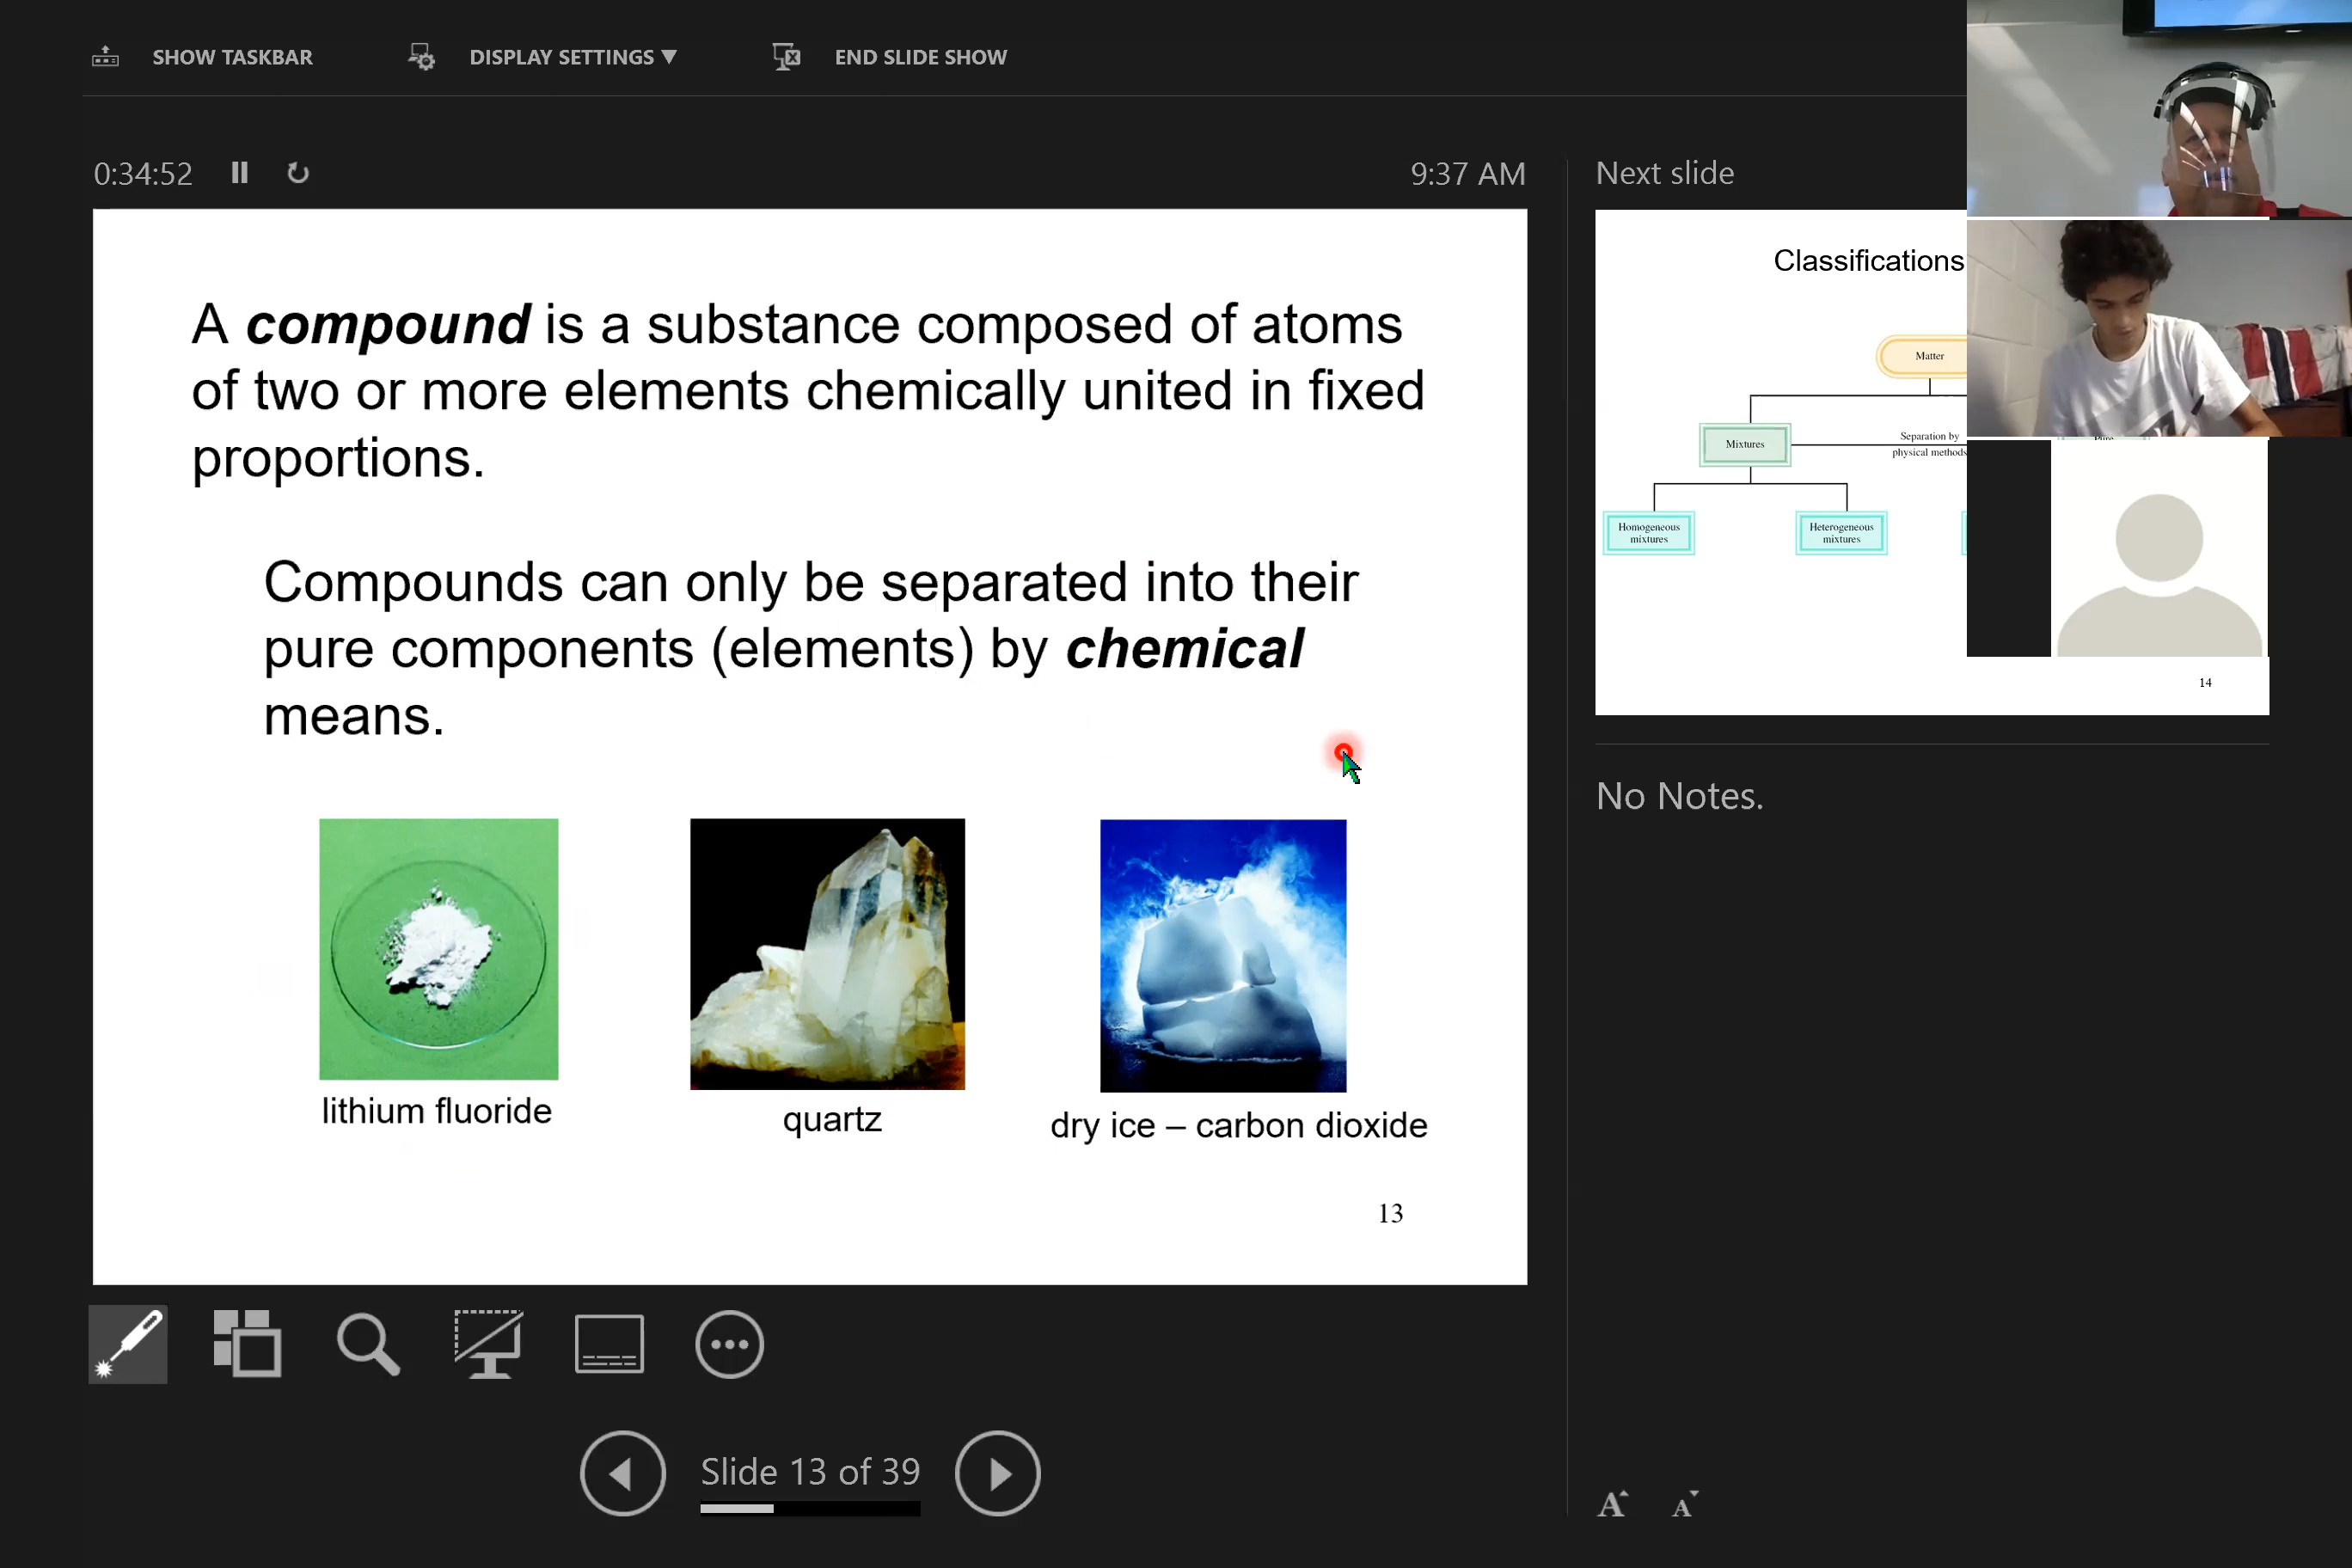 SHOW TASKBAR
DISPLAY SETTINGS ▼
END SLIDE SHOW
0:34:52
9:37 AM
A compound is a substance composed of atoms
of two or more elements chemically united in fixed
proportions.
Compounds can only be separated into their
pure components (elements) by chemical
means.
lithium fluoride
quartz
dry ice – carbon dioxide
13
Slide 13 of 39
Next slide
Classifications
Matter
Mixtures
Separation by
physical methods
Homogeneous
mixtures
Heterogeneous
mixtures
14
No Notes.
A
A